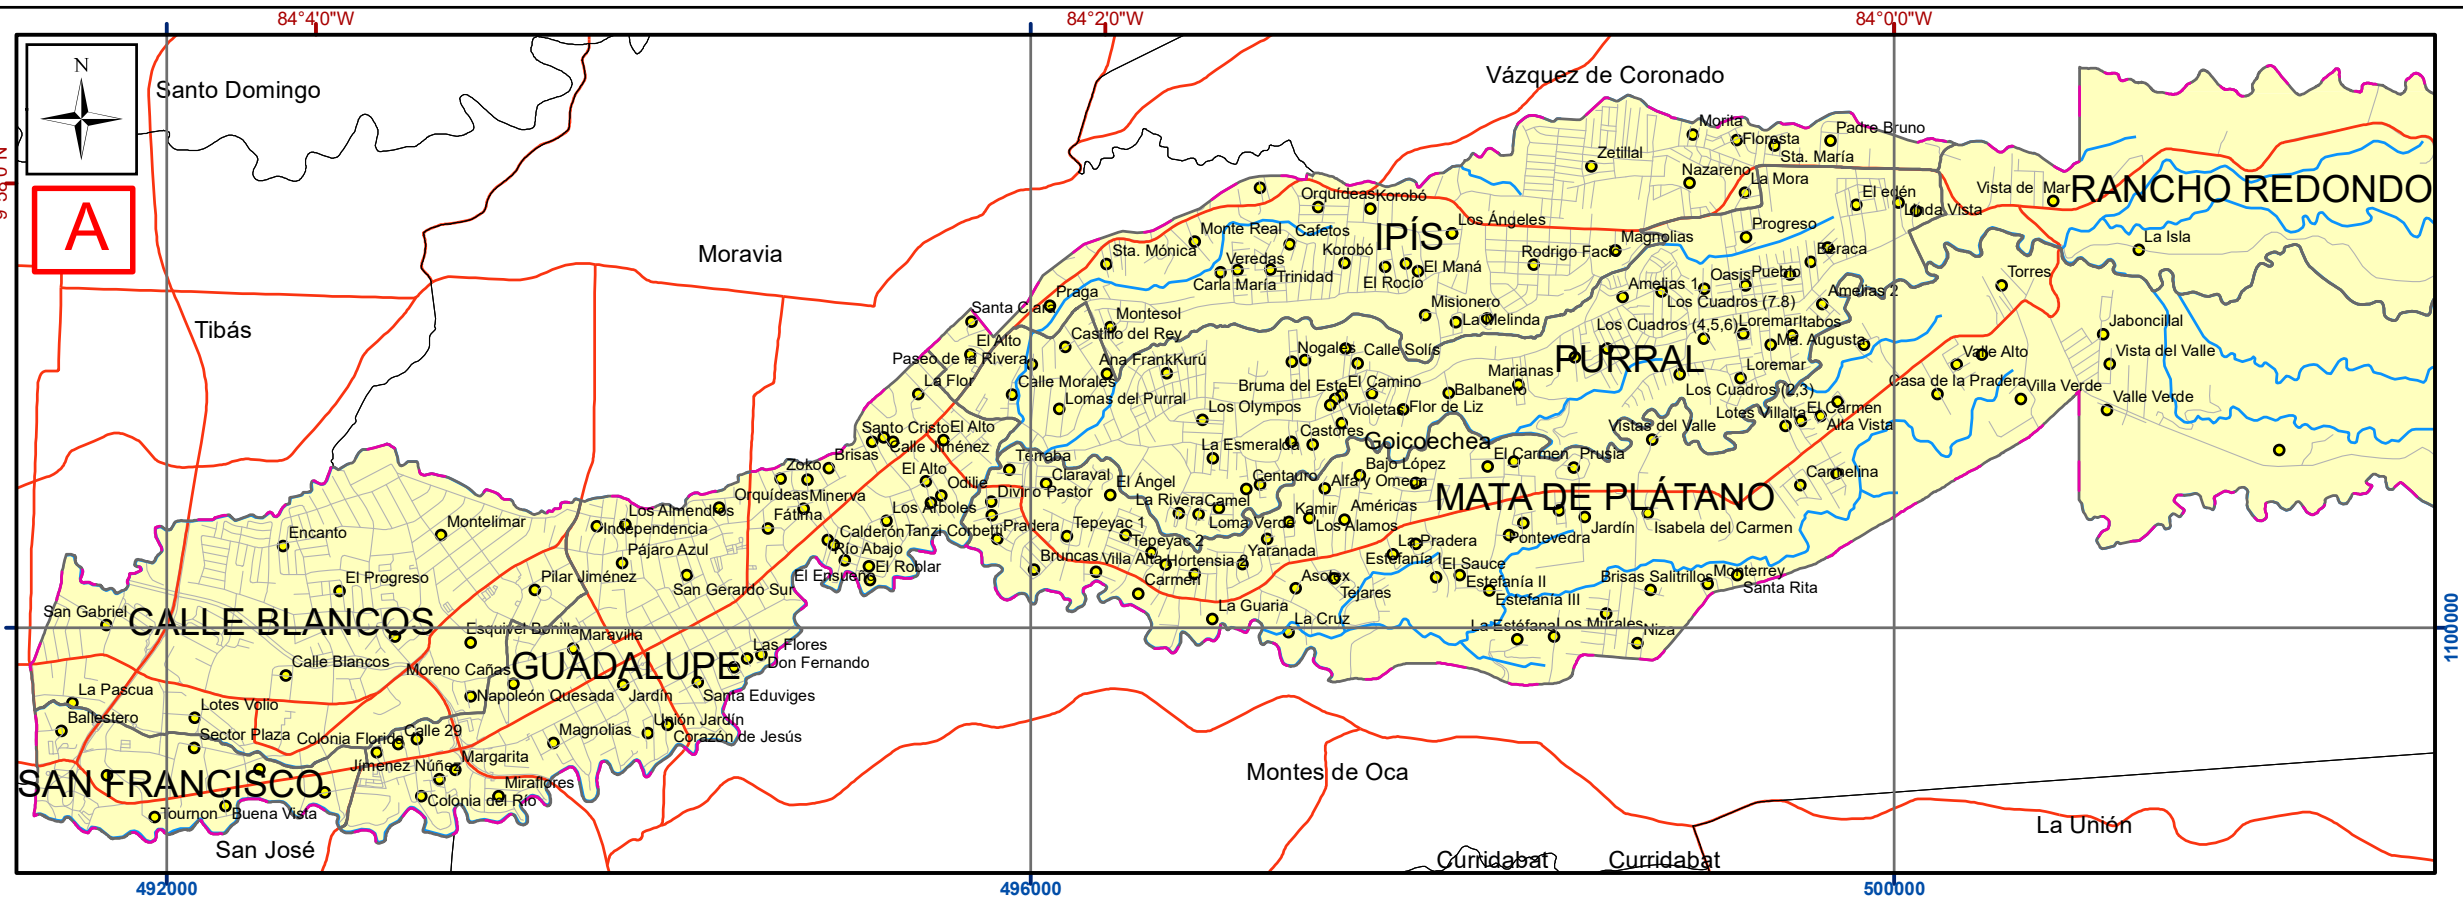 84°4'0"W
84°2'0"W
84°0'0"W
N
A
Santo Domingo
Vázquez de Coronado
Moravia
Tibás
Morita
Floresta
Padre Bruno
Sta. María
Zetillal
Nazareno
La Mora
El edén
Linda Vista
Vista de Mar
RANCHO REDONDO
Orquídeas
Korobó
Los Ángeles
IPÍS
Monte Real
Cafetos
Korobó
Sta. Mónica
Veredas
Trinidad
Carla María
El Rocío
El Maná
Rodrigo Facio
Magnolias
Progreso
Beraca
La Isla
Torres
Oasis
Pueblo
Amelias 1
Amelias 2
Los Cuadros (7.8)
Praga
Santa Clara
Montesol
Castillo del Rey
Misionero
La Melinda
Los Cuadros (4,5,6)
Loremar
Itabos
Md. Augusta
Jaboncillal
El Alto
Paseo de la Rivera
Ana Frank
Kurú
Nogales
Calle Solís
PURRAL
Marianas
Loremar
Valle Alto
Vista del Valle
La Flor
Calle Morales
Lomas del Purral
Bruma del Este
El Camino
Balbanero
Los Cuadros (2,3)
Casa de la Pradera
Villa Verde
Valle Verde
Los Olympos
Violetas
Flor de Liz
Lotes Villalta
El Carmen
Alta Vista
Vistas del Valle
Santo Cristo
El Alto
Calle Jiménez
La Esmeralda
Castores
Goicoechea
Brisas
Zoko
El Alto
Odilie
Terraba
Claraval
El Ángel
Centauro
Bajo López
Alfa y Omega
El Carmen
Prusia
Carmelina
MATA DE PLÁTANO
Orquídeas
Minerva
Fátima
Divino Pastor
Los Árboles
La Rivera
Camel
Loma Verde
Kamir
Los Alamos
Américas
Jardín
Isabela del Carmen
Los Almendros
Independencia
Montelimar
Encanto
Calderón
Tanzi Corbetti
Pradera
Tepeyac 1
Tepeyac 2
Yaranada
La Pradera
Pontevedra
Río Abajo
El Roblar
El Ensueño
Bruncas
Villa Alta
Hortensia 2
Carmen
Estefanía I
El Sauce
Estefanía II
Estefanía III
Asotex
Tejares
Brisas Salitrillos
Monterrey
Santa Rita
Pájaro Azul
Pilar Jiménez
San Gerardo Sur
El Progreso
San Gabriel
CALLE BLANCOS
Esquivel Bonilla
Maravilla
La Guaria
La Cruz
La Estéfana
Los Murales
Niza
1100000
Calle Blancos
Moreno Cañas
GUADALUPE
Las Flores
Don Fernando
La Pascua
Napoleón Quesada
Jardín
Santa Eduviges
Ballestero
Lotes Volio
Sector Plaza
Colonia Florida
Calle 29
Magnolias
Unión Jardín
Corazón de Jesús
Jímenez Núñez
Margarita
SAN FRANCISCO
Miraflores
Colonia del Río
Tournon
Buena Vista
San José
Montes de Oca
La Unión
Curridabat
Curridabat
492000
496000
500000